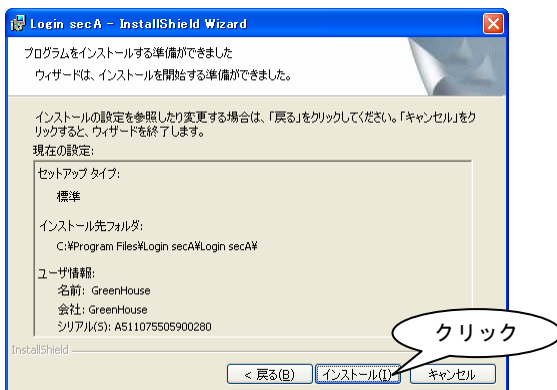 Login secA - InstallShield Wizard
プログラムをインストールする準備ができました
ウィザードは、インストールを開始する準備ができました。
インストールの設定を参照したり変更する場合は、「戻る」をクリックしてください。「キャンセル」をク
リックすると、ウィザードを終了します。
現在の設定:
セットアップ タイプ:
標準
インストール先フォルダ:
C:¥Program Files¥Login secA¥Login secA¥
ユーザ情報:
名前: GreenHouse
会社: GreenHouse
シリアル(S): A511075505900280
クリック
InstallShield
< 戻る(B)
インストール(I)
キャンセル